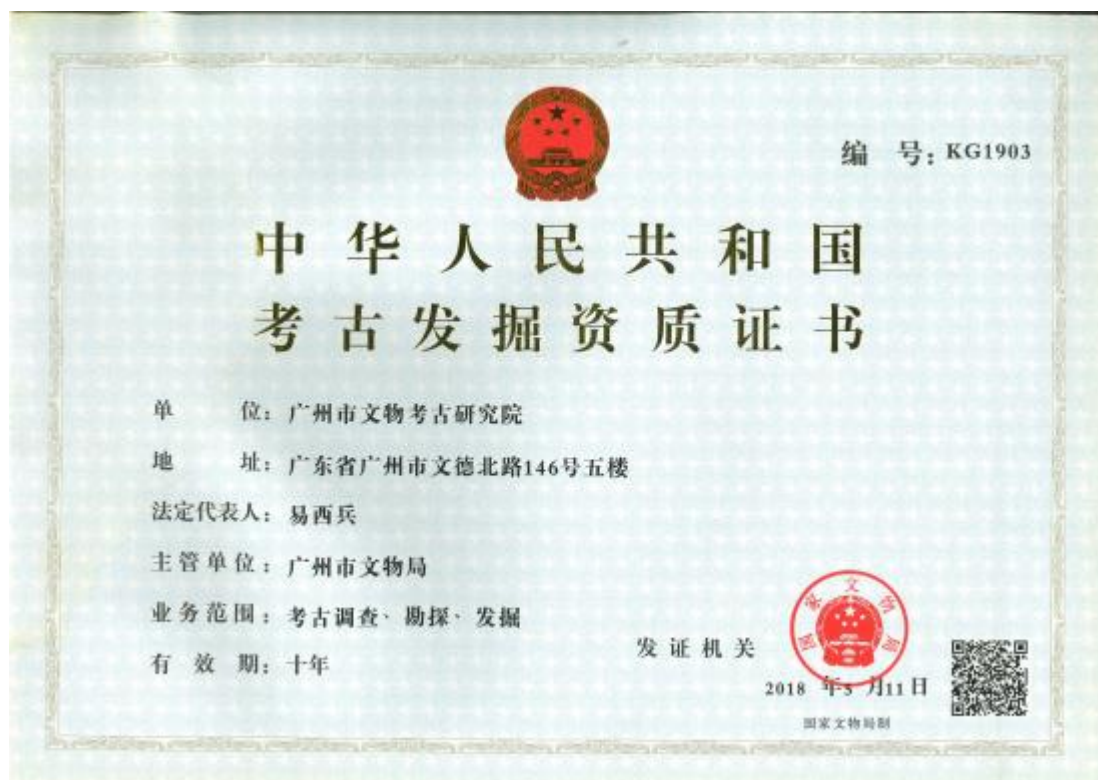 编 号: KG1903
中华人民共和国
考古发掘资质证书
单 位: 广州市文物考古研究院
地 址: 广东省广州市文德北路146号五楼
法定代表人: 易西兵
主管单位: 广州市文物局
业务范围: 考古调查、勘探、发掘
有 效 期: 十年
发证机关
国家文物局
2018 年5 月11日
国家文物局制